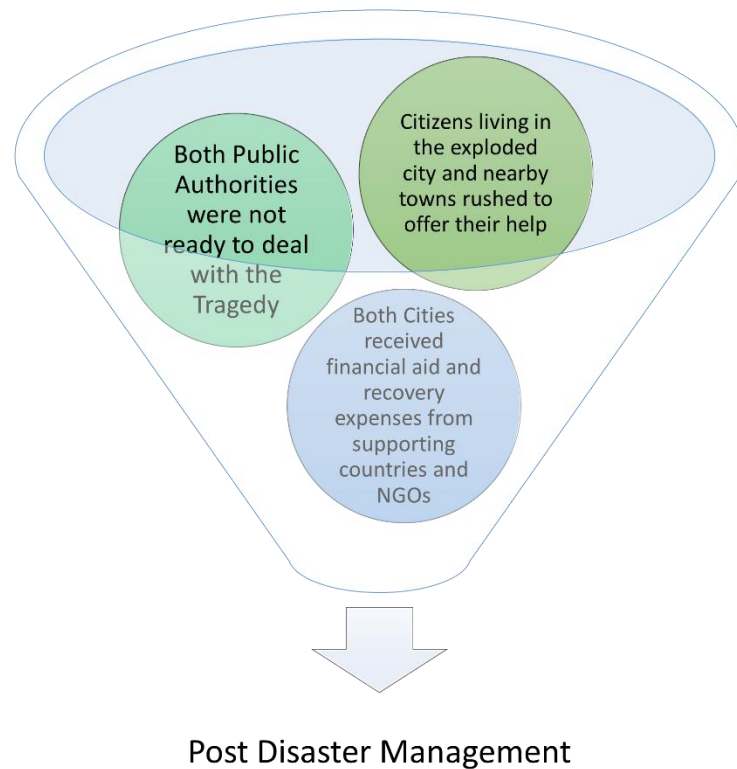 Both Public
Authorities
were not
ready to deal
with the
Tragedy
Citizens living in
the exploded
city and nearby
towns rushed to
offer their help
Both Cities
received
financial aid and
recovery
expenses from
supporting
countries and
NGOs
Post Disaster Management